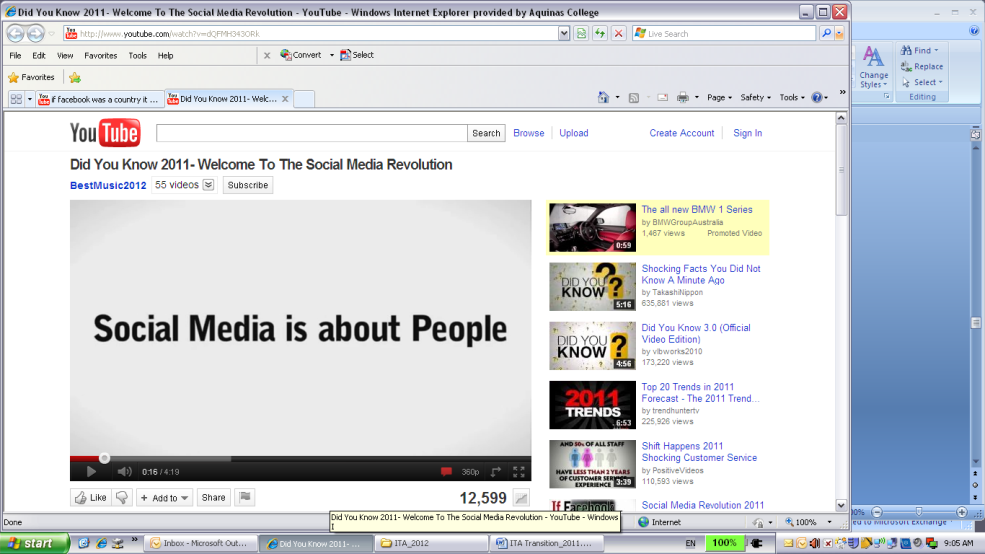 Did You Know 2011- Welcome To The Social Media Revolution - YouTube - Windows Internet Explorer provided by Aquinas College
http://www.youtube.com/watch?v=dQFMH343ORk
Live Search
File Edit View Favorites Tools Help x Convert Select
Favorites
if facebook was a country it ... Did You Know 2011- Welc... x
Page Safety Tools
Find
Replace
Select
Change
Styles
Editing
YouTube Search Browse Upload Create Account Sign In
Did You Know 2011- Welcome To The Social Media Revolution
BestMusic2012 55 videos Subscribe
Social Media is about People
0:16 / 4:19 360p
Like Add to Share 12,599
The all new BMW 1 Series
by BMWGroupAustralia
1,467 views Promoted Video
0:59
Shocking Facts You Did Not
Know A Minute Ago
by TakashiNippon
635,881 views
DID YOU
KNOW ?
5:16
Did You Know 3.0 (Official
Video Edition)
by vlbworks2010
173,220 views
DID YOU
KNOW ?
4:56
Top 20 Trends in 2011
Forecast - The 2011 Trend...
by trendhuntertv
225,926 views
2011
TRENDS
6:53
Shift Happens 2011
Shocking Customer Service
by PositiveVideos
110,593 views
AND 50% OF ALL STAFF
HAVE LESS THAN 2 YEARS
OF CUSTOMER SERVICE
EXPERIENCE
3:39
Social Media Revolution 2011
If Facebook
Did You Know 2011- Welcome To The Social Media Revolution - YouTube - Windows
I
Done Internet 100%
ed to Microsoft Exchange
start Inbox - Microsoft Out... Did You Know 2011- ... ITA_2012 ITA Transition_2011.... EN 100% 9:05 AM